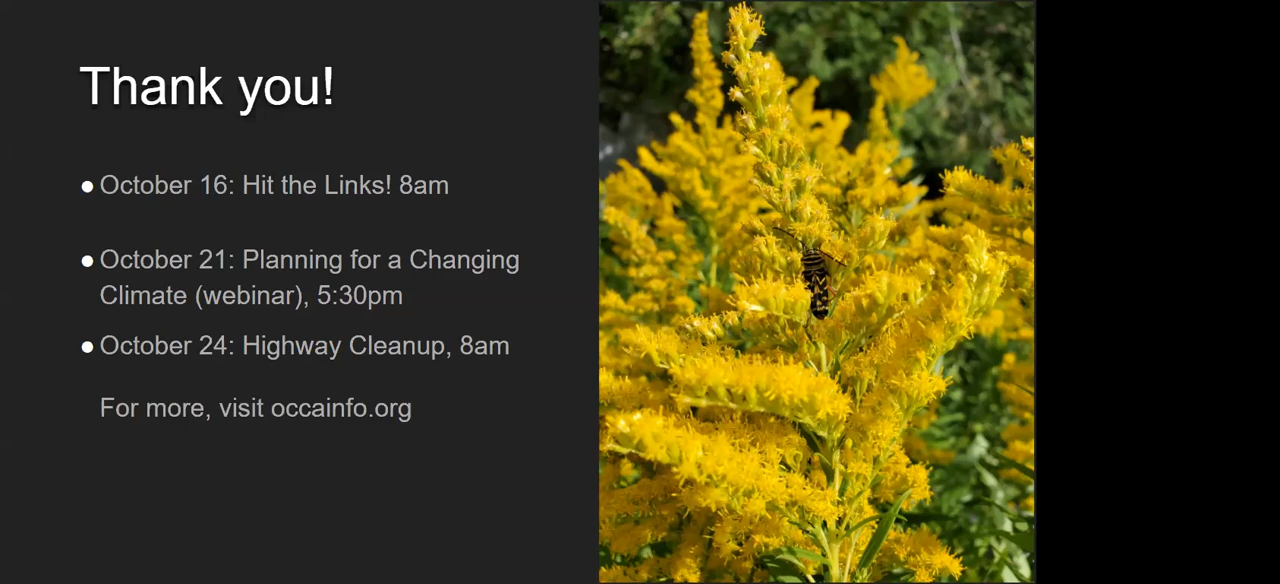 Thank you!
● October 16: Hit the Links! 8am
● October 21: Planning for a Changing
Climate (webinar), 5:30pm
● October 24: Highway Cleanup, 8am
For more, visit occainfo.org